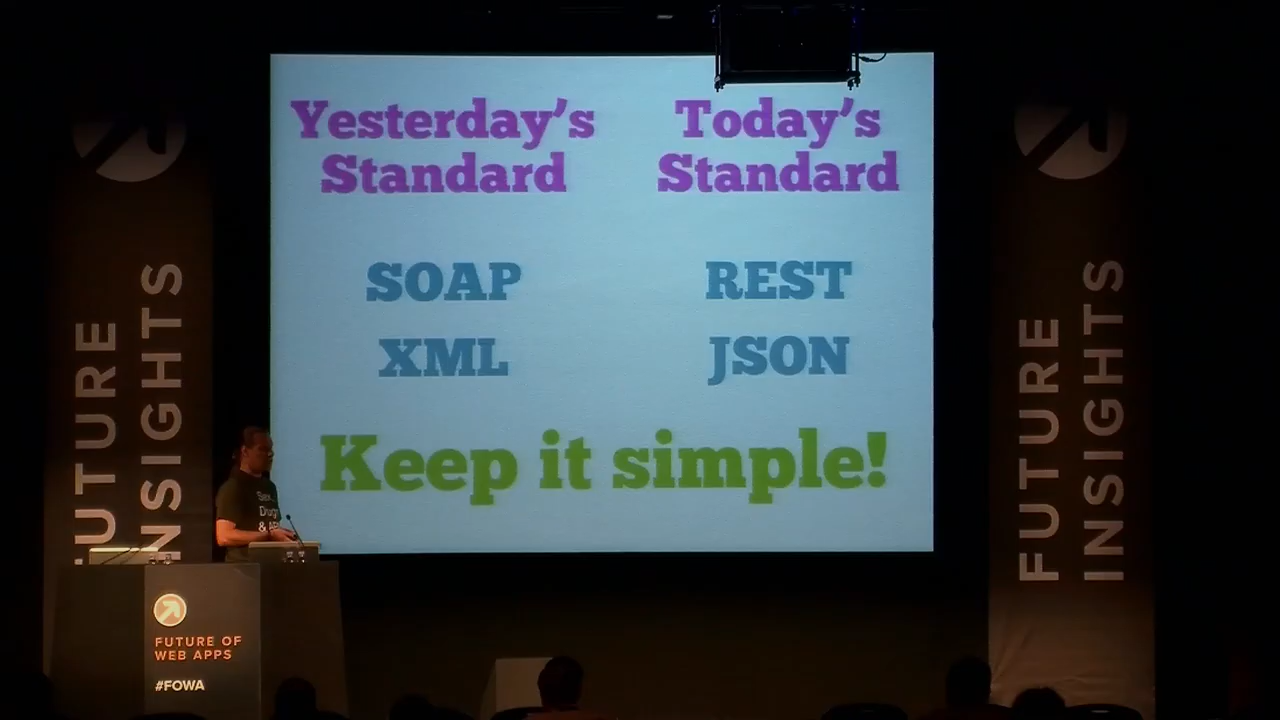 Yesterday's
Standard
Today's
Standard
SOAP
REST
XML
JSON
Keep it simple!
FUTURE
INSIGHTS
FUTURE
INSIGHTS
Sex,
& 
FUTURE OF
WEB APPS
#FOWA